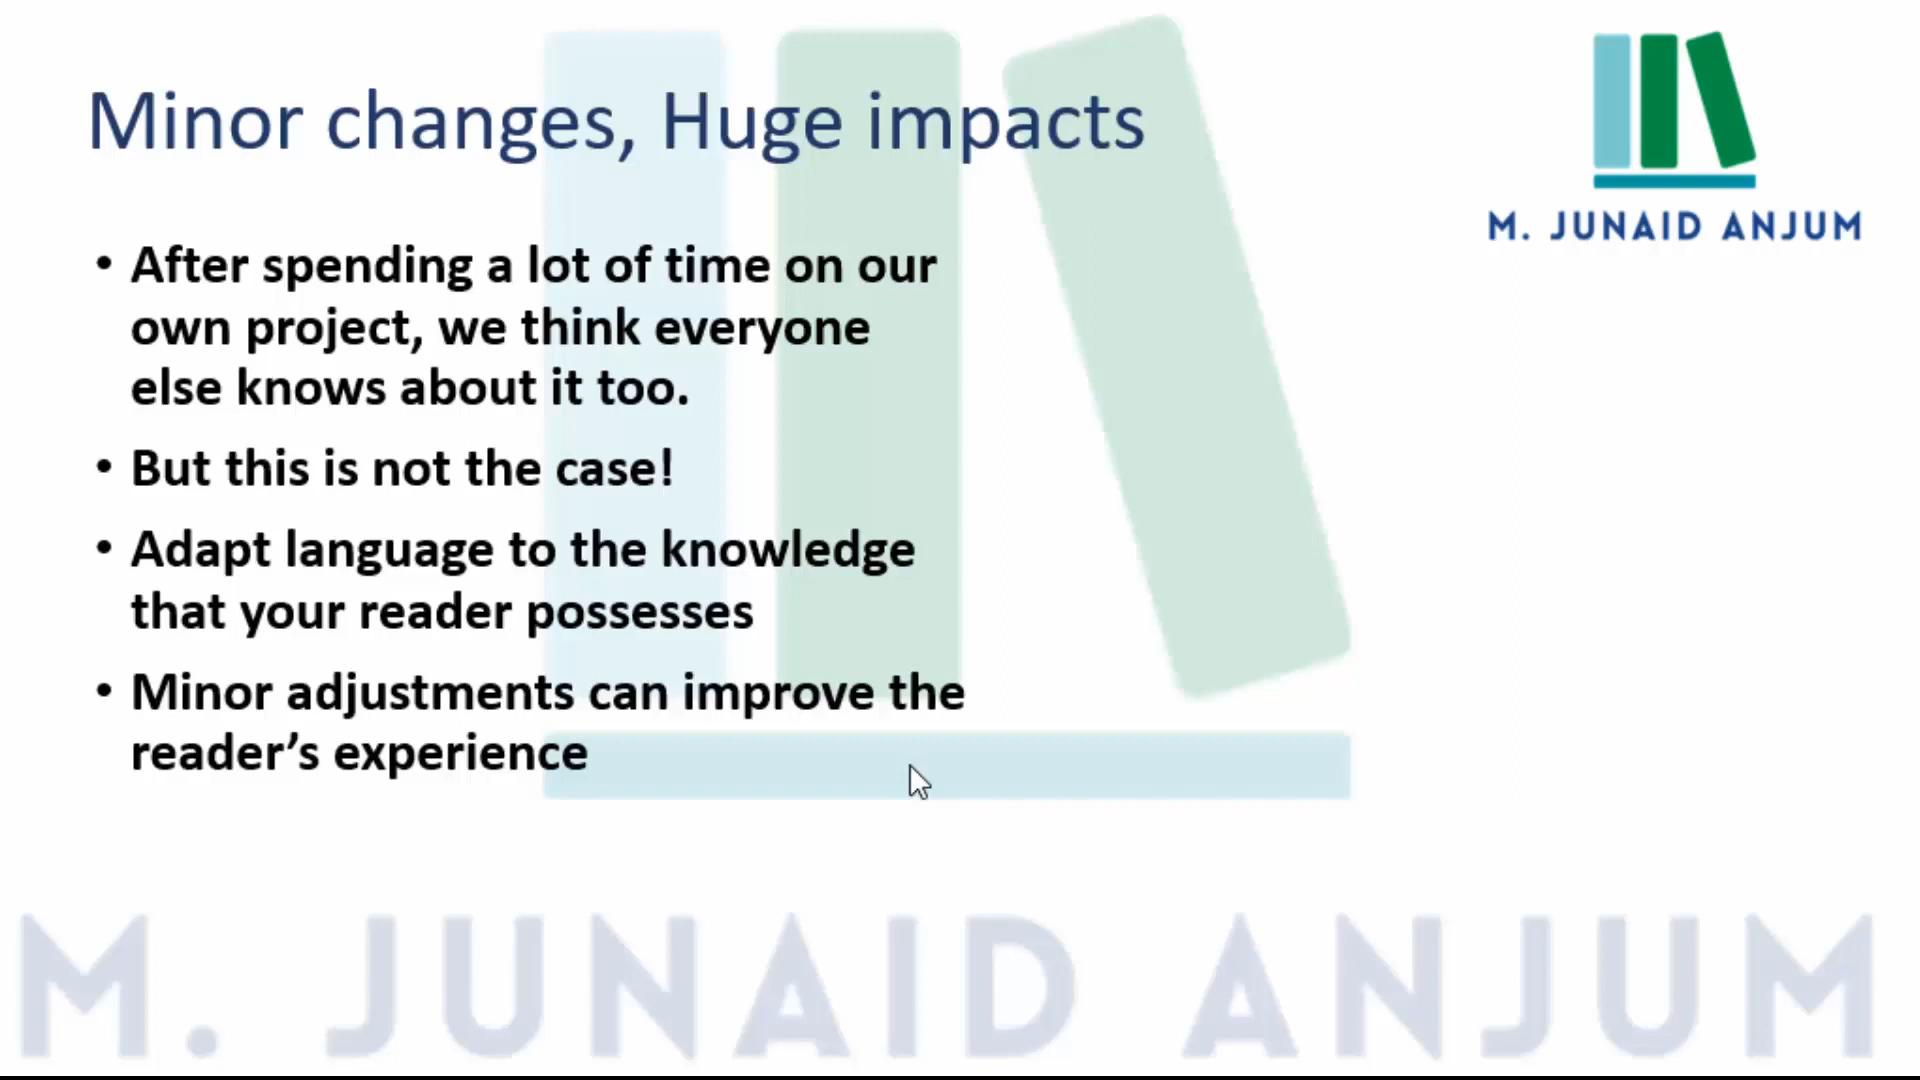 Minor changes, Huge impacts
M. JUNAID ANJUM
• After spending a lot of time on our
own project, we think everyone
else knows about it too.
• But this is not the case!
• Adapt language to the knowledge
that your reader possesses
• Minor adjustments can improve the
reader’s experience
M. JUNAID ANJUM